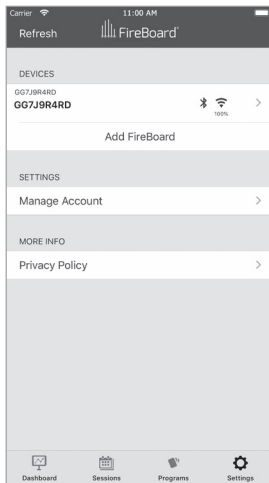 Carrier 11:00 AM
Refresh FireBoard
DEVICES
GG7J9R4RD
GG7J9R4RD
100%
Add FireBoard
SETTINGS
Manage Account
MORE INFO
Privacy Policy
Dashboard Sessions Programs Settings